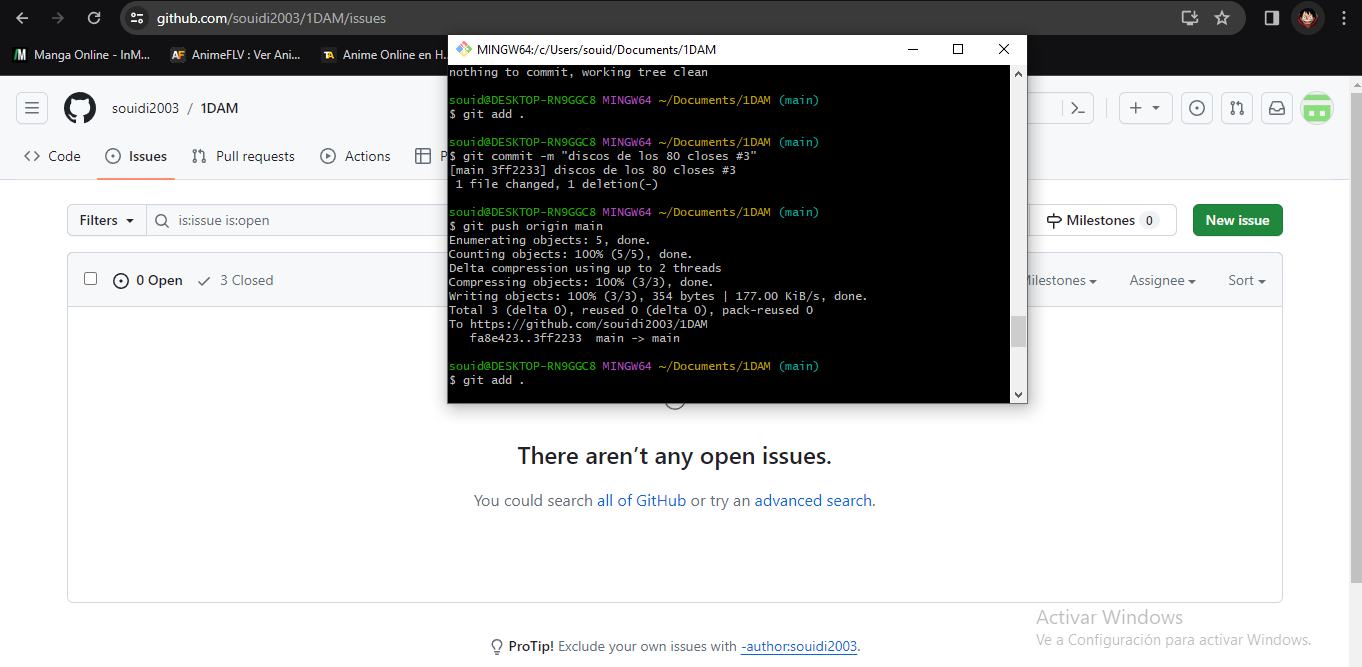 github.com/souidi2003/1DAM/issues
Manga Online - InM...
AnimeFLV : Ver Ani...
TA
Anime Online en H.
souidi2003 / 1DAM
Code
Issues
Pull requests
Actions
P
Filters
is:issue is:open
Milestones 0
New issue
0 Open
3 Closed
Milestones
Assignee
Sort
MINGW64:/c/Users/souid/Documents/1DAM
nothing to commit, working tree clean
souid@DESKTOP-RN9GGC8 MINGW64 ~/Documents/1DAM (main)
$ git add .
souid@DESKTOP-RN9GGC8 MINGW64 ~/Documents/1DAM (main)
$ git commit -m "discos de los 80 closes #3"
[main 3ff2233] discos de los 80 closes #3
1 file changed, 1 deletion(-)
souid@DESKTOP-RN9GGC8 MINGW64 ~/Documents/1DAM (main)
$ git push origin main
Enumerating objects: 5, done.
Counting objects: 100% (5/5), done.
Delta compression using up to 2 threads
Compressing objects: 100% (3/3), done.
Writing objects: 100% (3/3), 354 bytes | 177.00 KiB/s, done.
Total 3 (delta 0), reused 0 (delta 0), pack-reused 0
To https://github.com/souidi2003/1DAM
fa8e423..3ff2233 main -> main
souid@DESKTOP-RN9GGC8 MINGW64 ~/Documents/1DAM (main)
$ git add .
There aren’t any open issues.
You could search all of GitHub or try an advanced search.
Activar Windows
Ve a Configuración para activar Windows.
ProTip! Exclude your own issues with -author:souidi2003.